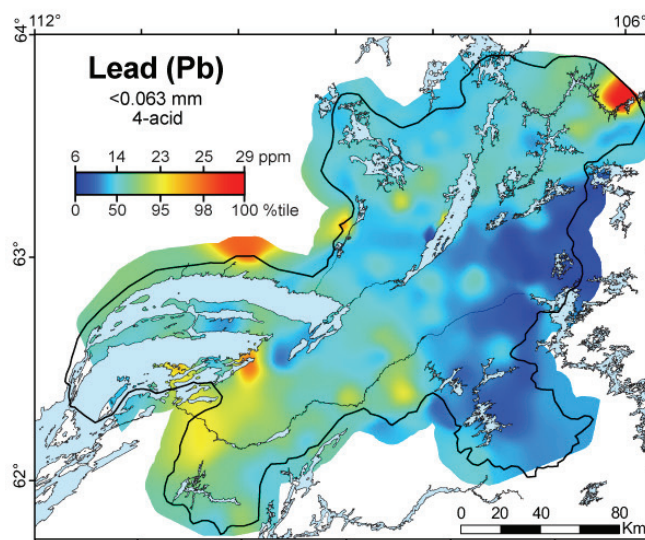 112°
106°
64°
Lead (Pb)
<0.063 mm
4-acid
6 14 23 25 29 ppm
0 50 95 98 100 %tile
63°
62°
0 20 40 60 80
Km